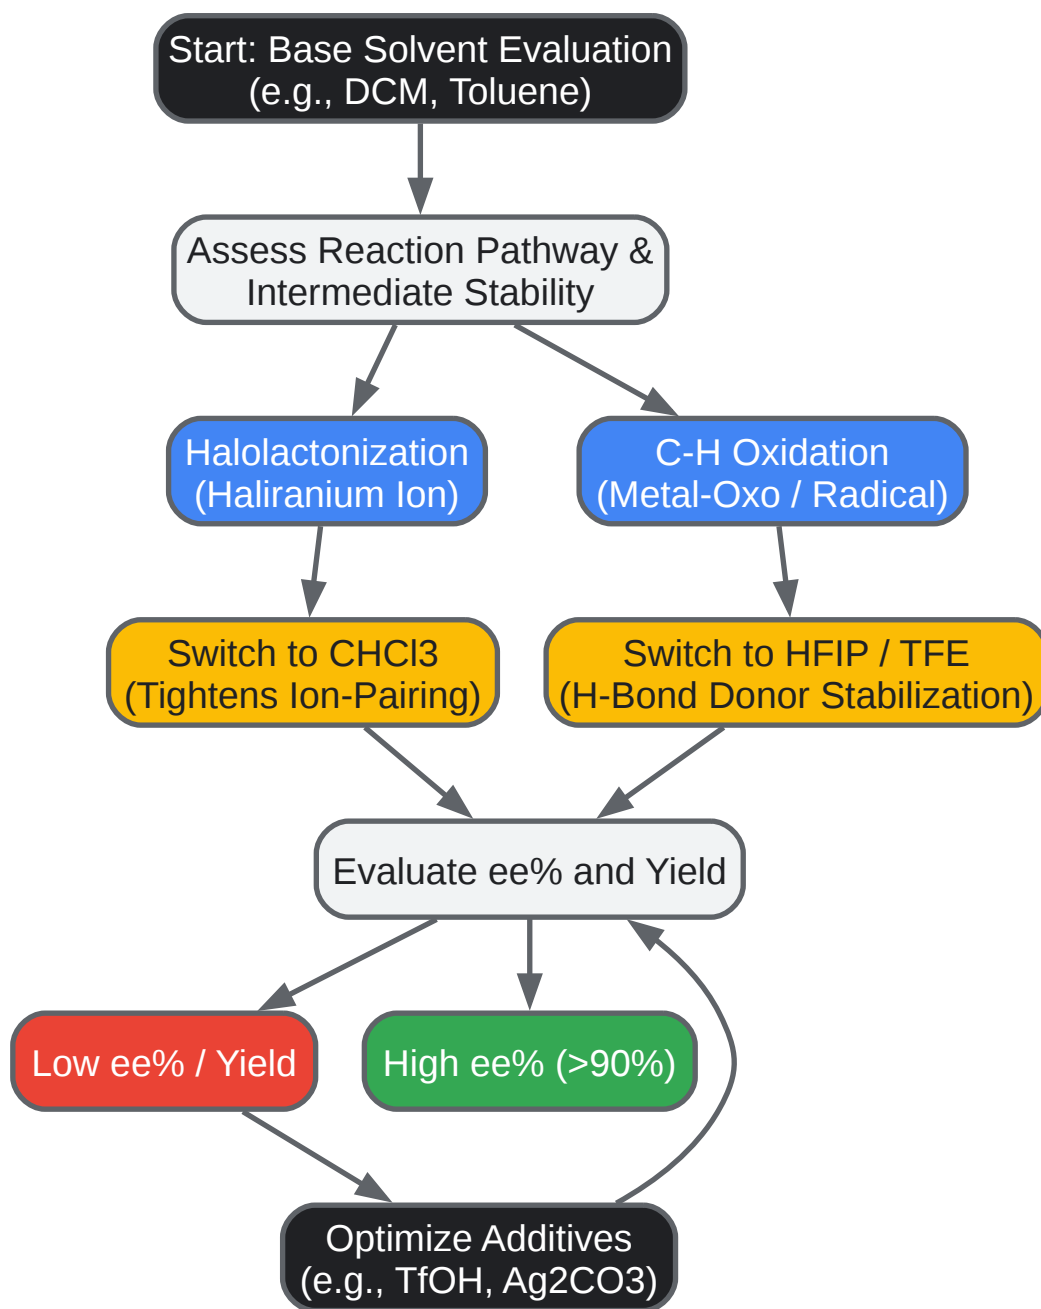 Start: Base Solvent Evaluation
(e.g., DCM, Toluene)
Assess Reaction Pathway &
Intermediate Stability
Halolactonization
(Haliranium Ion)
C-H Oxidation
(Metal-Oxo / Radical)
Switch to CHCl3
(Tightens Ion-Pairing)
Switch to HFIP / TFE
(H-Bond Donor Stabilization)
Evaluate ee% and Yield
Low ee% / Yield
High ee% (>90%)
Optimize Additives
(e.g., TfOH, Ag2CO3)